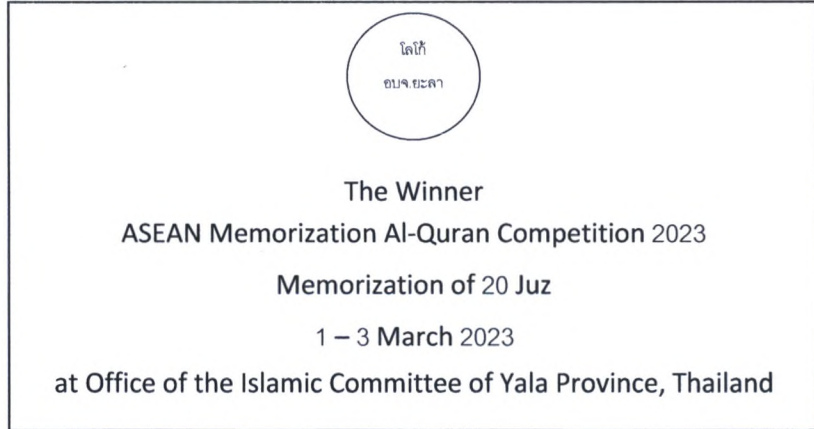 โลโก้
อบจ.ยะลา
The Winner
ASEAN Memorization Al-Quran Competition 2023
Memorization of 20 Juz
1 – 3 March 2023
at Office of the Islamic Committee of Yala Province, Thailand